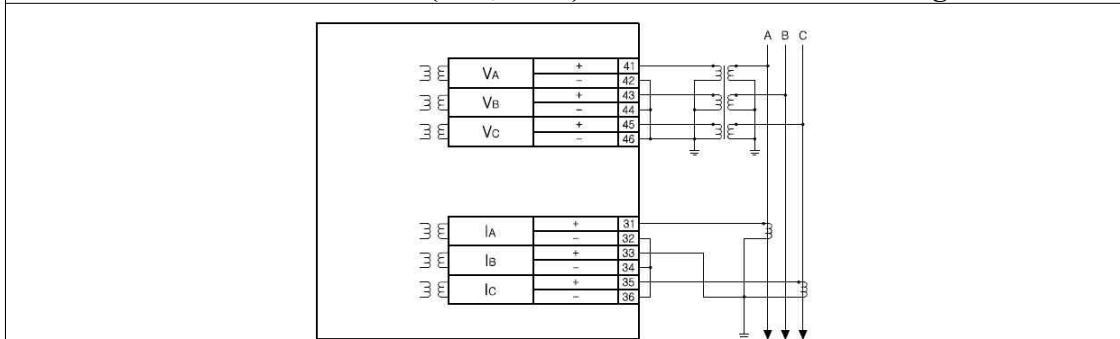 A B C
VA + 41
− 42
VB + 43
− 44
VC + 45
− 46
IA + 31
− 32
IB + 33
− 34
IC + 35
− 36